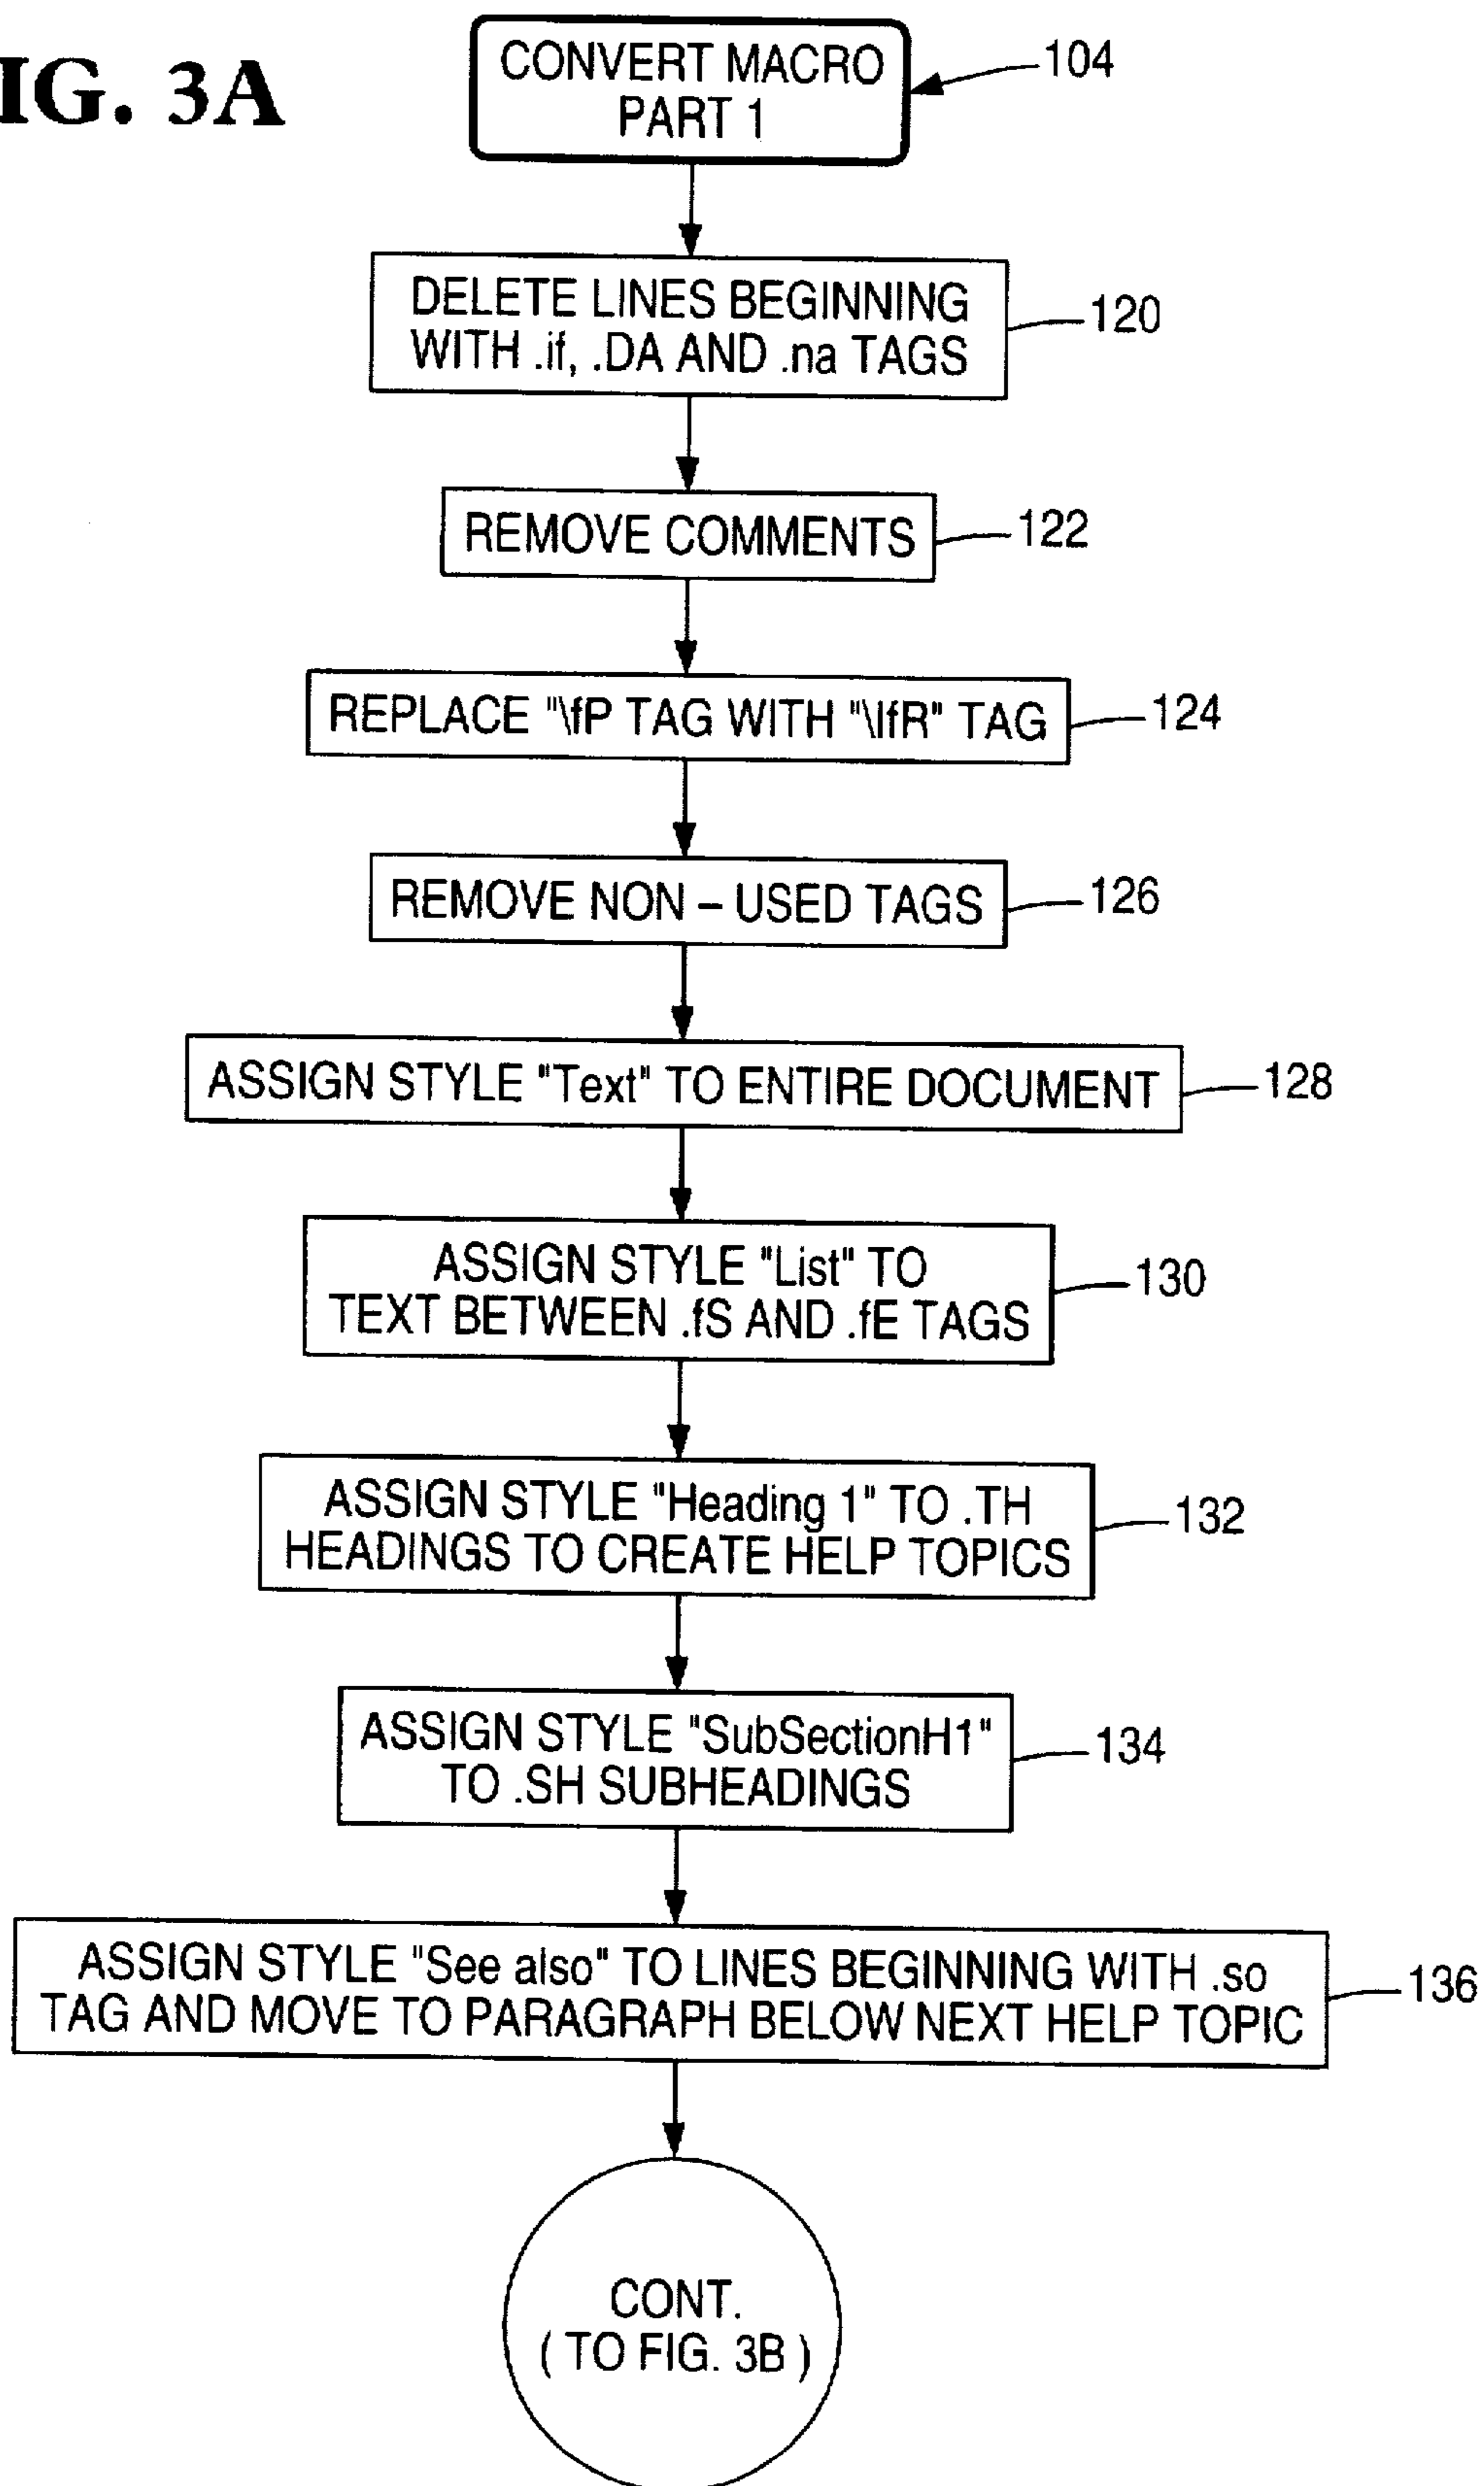 IG. 3A
CONVERT MACRO
PART 1
104
DELETE LINES BEGINNING
WITH .if, .DA AND .na TAGS
120
REMOVE COMMENTS
122
REPLACE "\fP TAG WITH "\IfR" TAG
124
REMOVE NON – USED TAGS
126
ASSIGN STYLE "Text" TO ENTIRE DOCUMENT
128
ASSIGN STYLE "List" TO
TEXT BETWEEN .fS AND .fE TAGS
130
ASSIGN STYLE "Heading 1" TO .TH
HEADINGS TO CREATE HELP TOPICS
132
ASSIGN STYLE "SubSectionH1"
TO .SH SUBHEADINGS
134
ASSIGN STYLE "See also" TO LINES BEGINNING WITH .so
TAG AND MOVE TO PARAGRAPH BELOW NEXT HELP TOPIC
136
CONT.
( TO FIG. 3B )